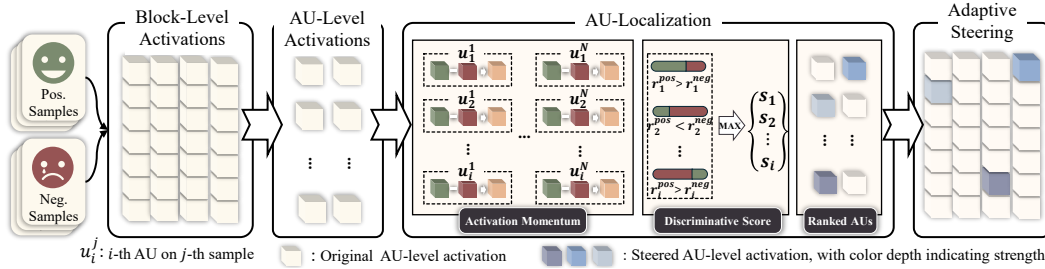 Block-Level
Activations
AU-Level
Activations
AU-Localization
Adaptive
Steering
Pos.
Samples
Neg.
Samples
u_1^1
u_1^N
u_2^1
u_2^N
...
u_i^1
u_i^N
Activation Momentum
r_1^pos > r_1^neg
r_2^pos < r_2^neg
r_i^pos > r_i^neg
MAX
s_1
s_2
s_i
Discriminative Score
Ranked AUs
u_i^j: i-th AU on j-th sample
: Original AU-level activation
: Steered AU-level activation, with color depth indicating strength